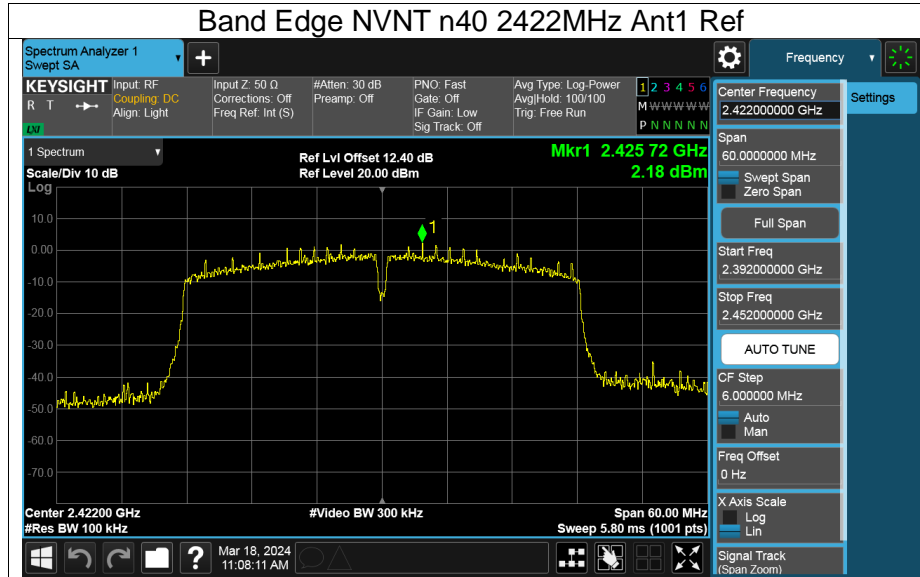 Band Edge NVNT n40 2422MHz Ant1 Ref
Spectrum Analyzer 1
Swept SA
+
Frequency
KEYSIGHT
R T
LXI
Input: RF
Coupling: DC
Align: Light
Input Z: 50 Ω
Corrections: Off
Freq Ref: Int (S)
#Atten: 30 dB
Preamp: Off
PNO: Fast
Gate: Off
IF Gain: Low
Sig Track: Off
Avg Type: Log-Power
Avg|Hold: 100/100
Trig: Free Run
1 2 3 4 5 6
M W W W W W
P N N N N N
1 Spectrum
Scale/Div 10 dB
Ref Lvl Offset 12.40 dB
Ref Level 20.00 dBm
Mkr1 2.425 72 GHz
2.18 dBm
Log
10.0
0.00
-10.0
-20.0
-30.0
-40.0
-50.0
-60.0
-70.0
1
Center 2.42200 GHz
#Res BW 100 kHz
#Video BW 300 kHz
Span 60.00 MHz
Sweep 5.80 ms (1001 pts)
?
Mar 18, 2024
11:08:11 AM
Center Frequency
2.422000000 GHz
Settings
Span
60.0000000 MHz
Swept Span
Zero Span
Full Span
Start Freq
2.392000000 GHz
Stop Freq
2.452000000 GHz
AUTO TUNE
CF Step
6.000000 MHz
Auto
Man
Freq Offset
0 Hz
X Axis Scale
Log
Lin
Signal Track
(Span Zoom)